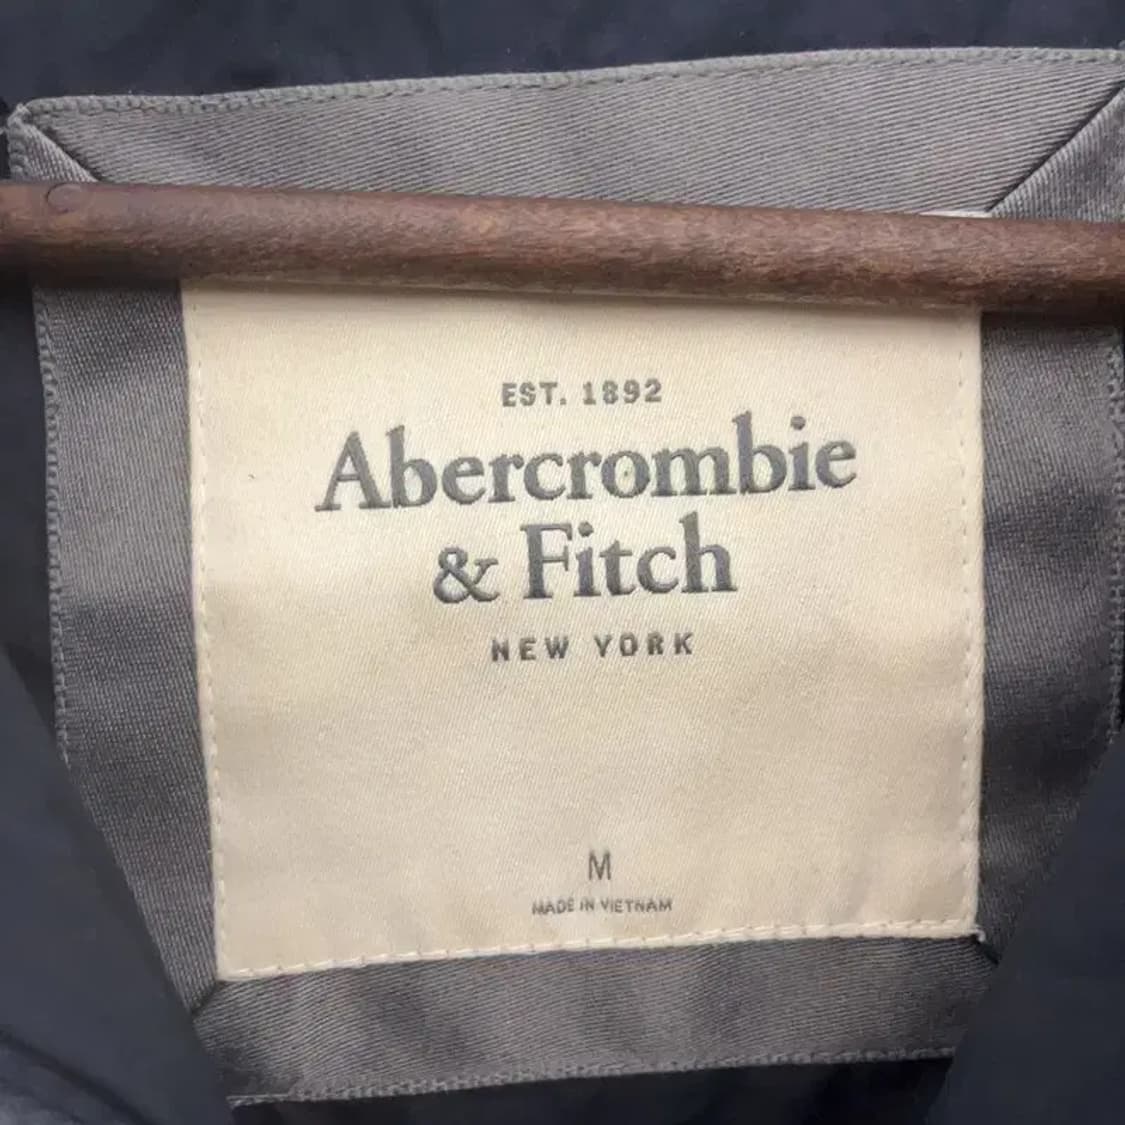 EST. 1892
Abercrombie
& Fitch
NEW YORK
M
MADE IN VIETNAM